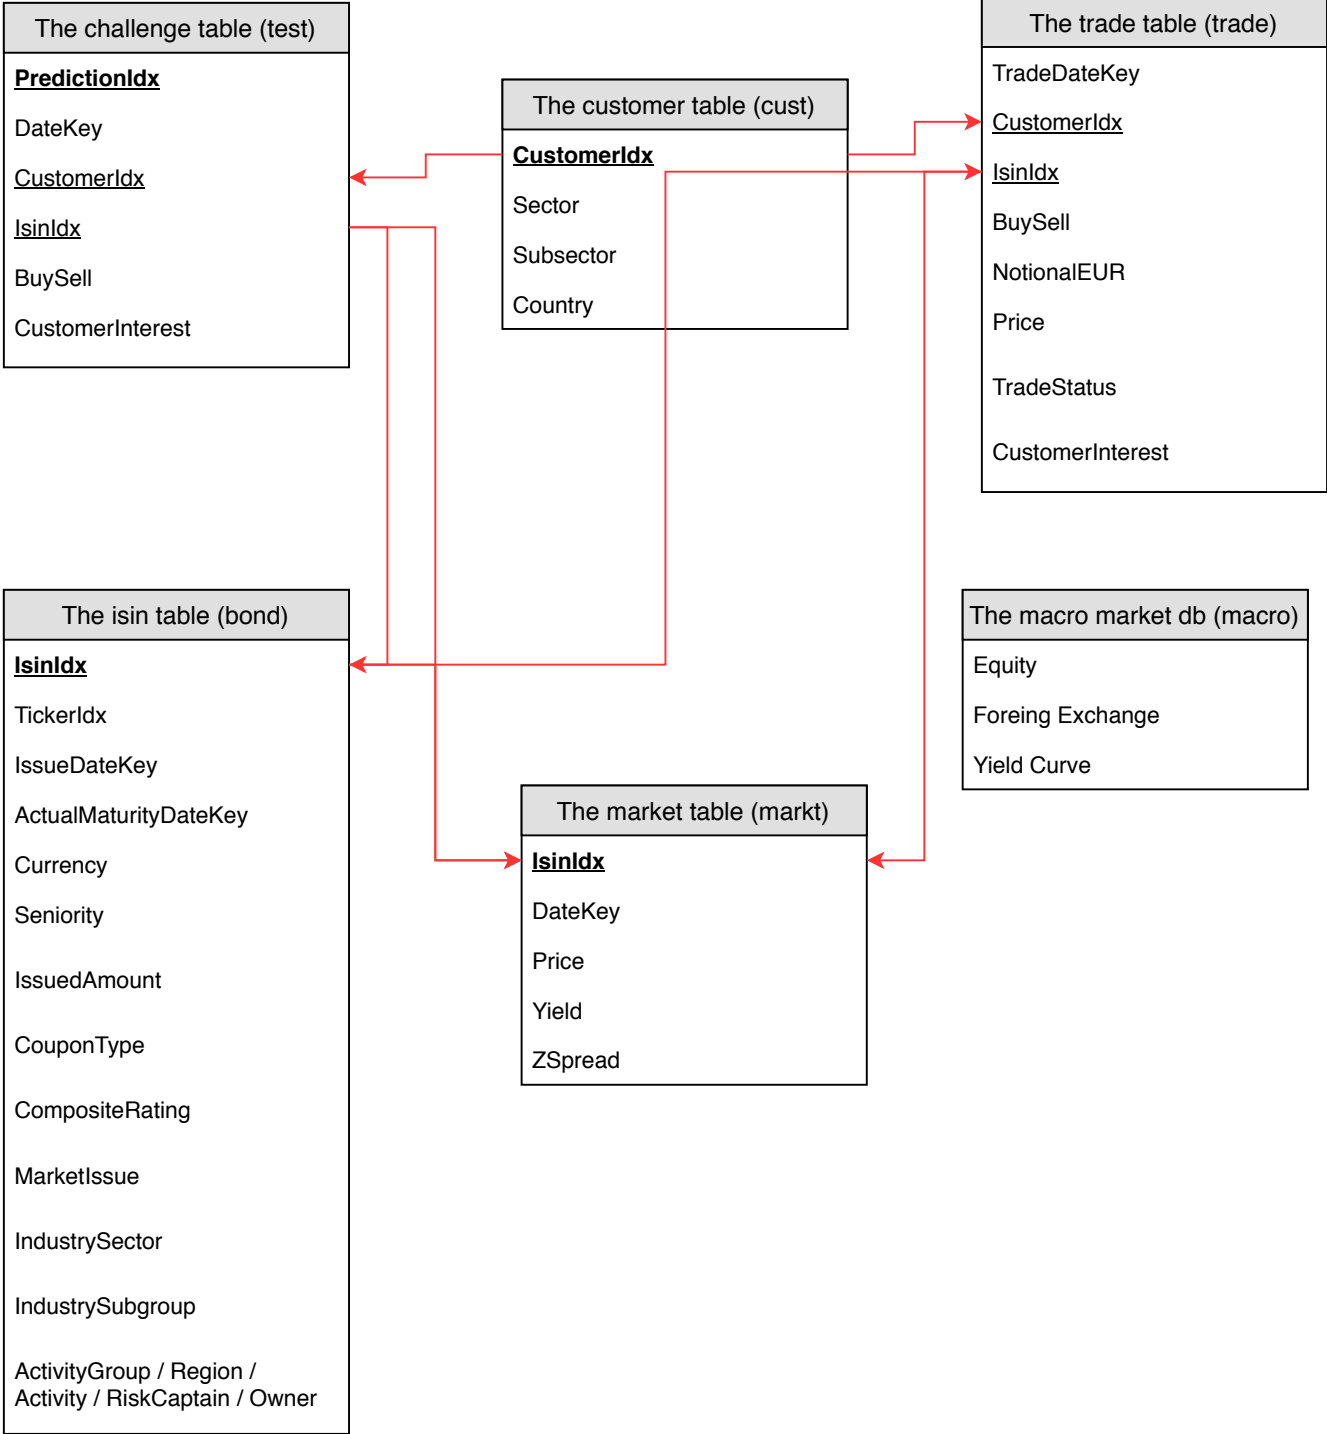 The challenge table (test)
PredictionIdx
DateKey
CustomerIdx
IsinIdx
BuySell
CustomerInterest
The customer table (cust)
CustomerIdx
Sector
Subsector
Country
The trade table (trade)
TradeDateKey
CustomerIdx
IsinIdx
BuySell
NotionalEUR
Price
TradeStatus
CustomerInterest
The isin table (bond)
IsinIdx
TickerIdx
IssueDateKey
ActualMaturityDateKey
Currency
Seniority
IssuedAmount
CouponType
CompositeRating
MarketIssue
IndustrySector
IndustrySubgroup
ActivityGroup / Region /
Activity / RiskCaptain / Owner
The market table (markt)
IsinIdx
DateKey
Price
Yield
ZSpread
The macro market db (macro)
Equity
Foreing Exchange
Yield Curve